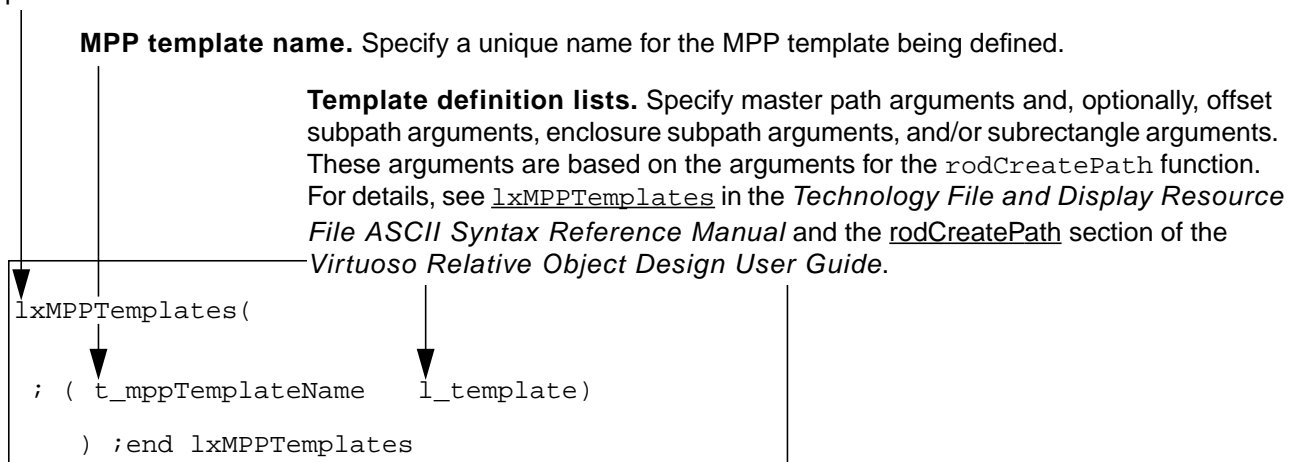 MPP template name. Specify a unique name for the MPP template being defined.
Template definition lists. Specify master path arguments and, optionally, offset
subpath arguments, enclosure subpath arguments, and/or subrectangle arguments.
These arguments are based on the arguments for the rodCreatePath function.
For details, see lxMPPTemplates in the Technology File and Display Resource
File ASCII Syntax Reference Manual and the rodCreatePath section of the
Virtuoso Relative Object Design User Guide.
lxMPPTemplates(
; ( t_mppTemplateName l_template)
) ;end lxMPPTemplates